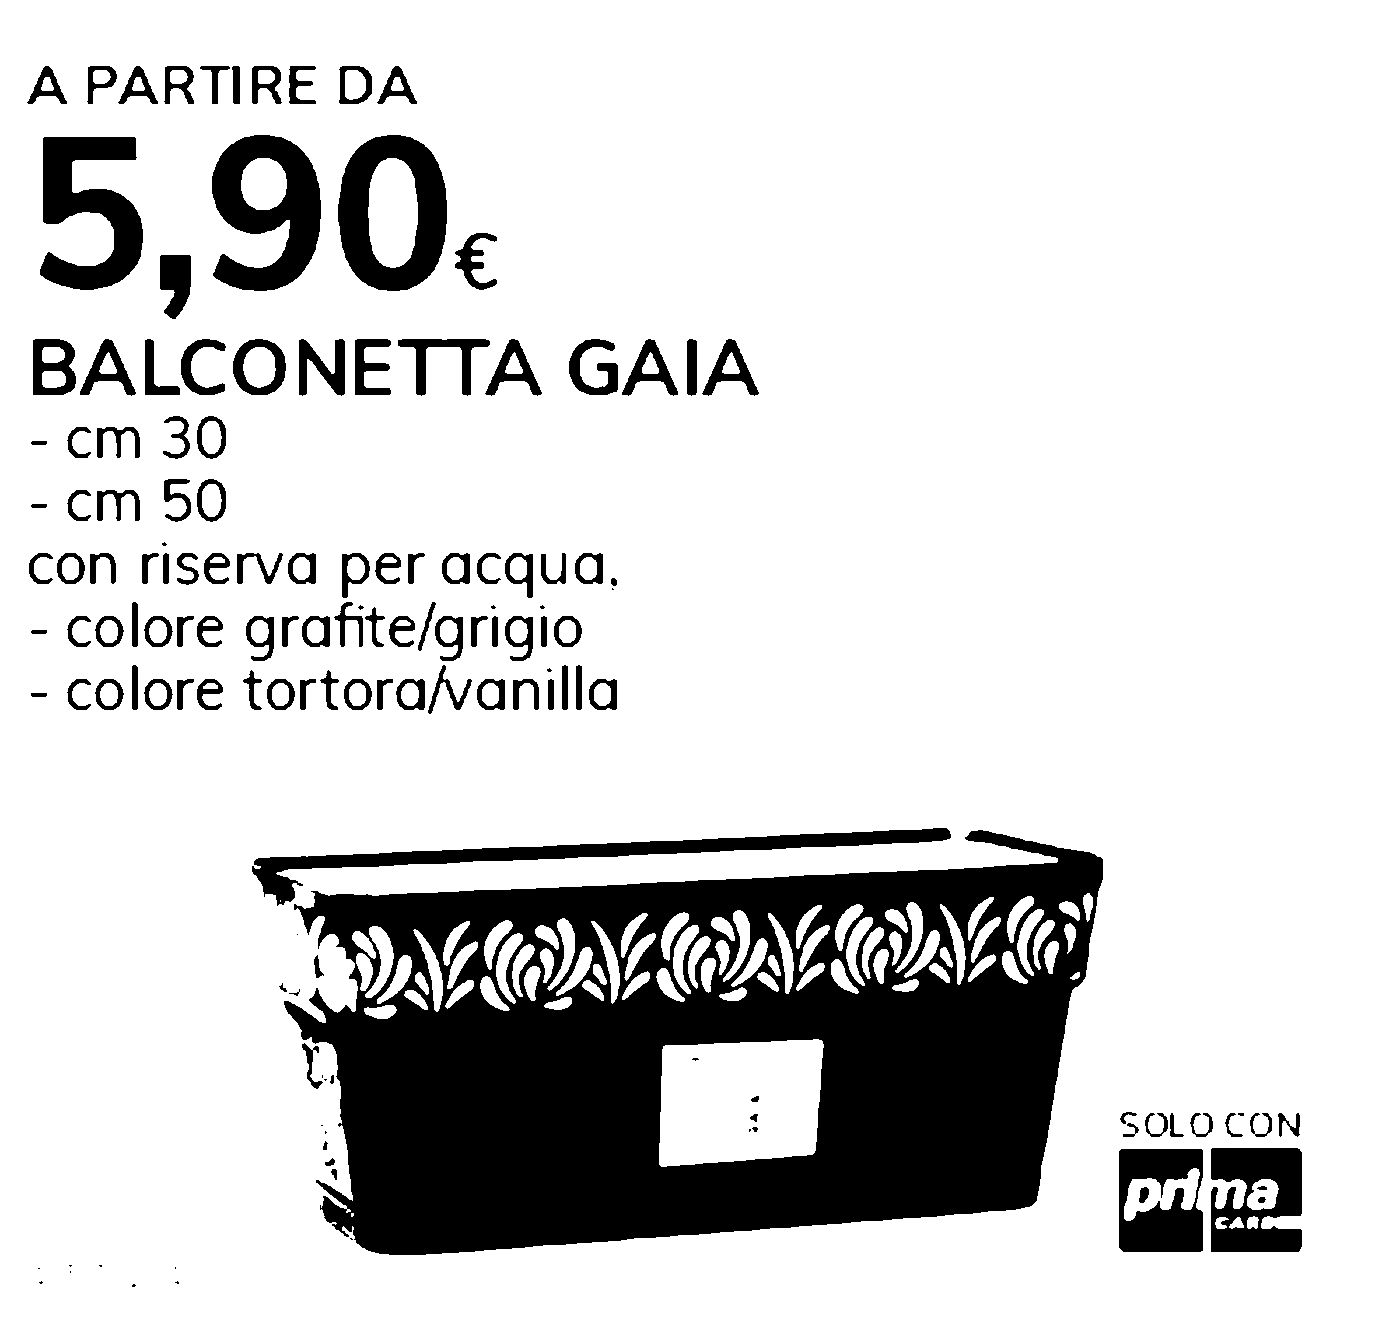 A PARTIRE DA
5,90€
BALCONETTA GAIA
- cm 30
- cm 50
con riserva per acqua.
- colore grafite/grigio
- colore tortora/vanilla
SOLO CON
prima
CARD